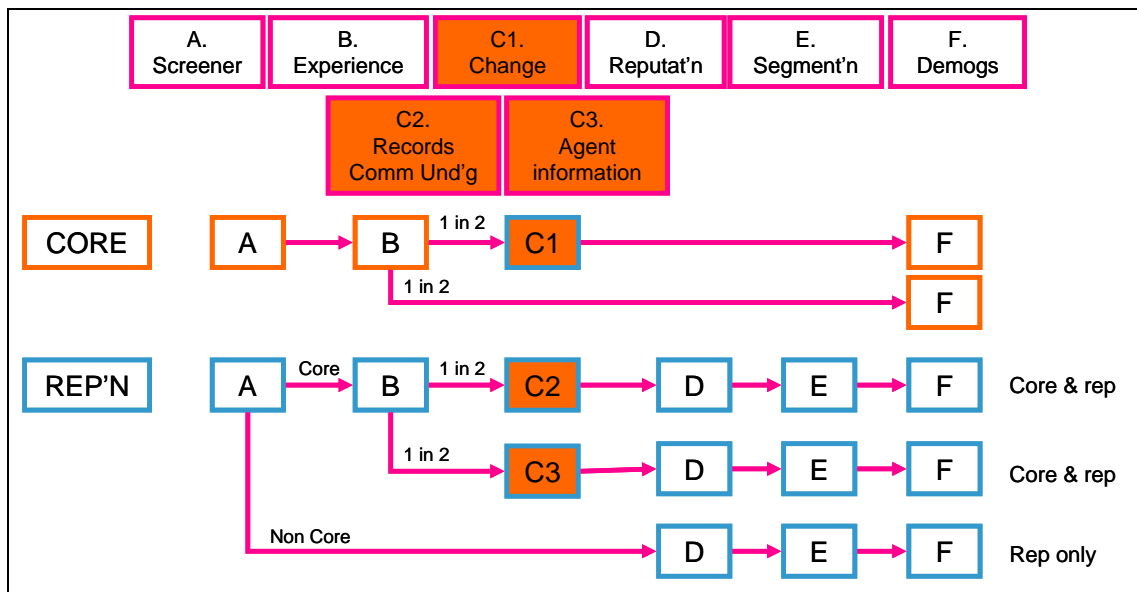 A.
Screener
B.
Experience
C1.
Change
D.
Reputat'n
E.
Segment'n
F.
Demogs
C2.
Records
Comm Und'g
C3.
Agent
information
CORE
A
B
1 in 2
C1
F
1 in 2
F
REP'N
A
Core
B
1 in 2
C2
D
E
F
Core & rep
1 in 2
C3
D
E
F
Core & rep
Non Core
D
E
F
Rep only